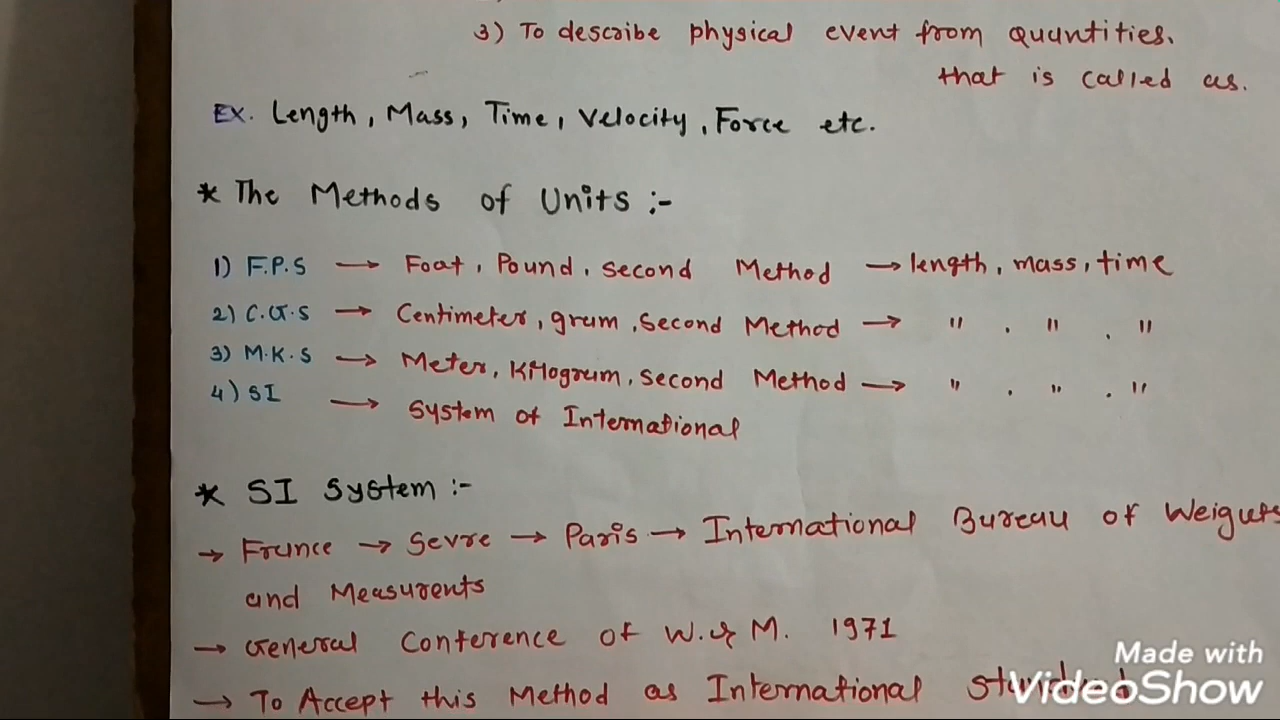 3) To describe physical event from quantities.
that is called as.
Ex. Length, Mass, Time, Velocity, Force etc.
* The Methods of Units :-
1) F.P.S → Foat, Pound, Second Method → length, mass, time
2) C.G.S → Centimeter, gram, Second Method → " . " . "
3) M.K.S → Meter, Kilogram, Second Method → " . " . "
4) SI → System of International
* SI System :-
→ France → Sevre → Paris → International Bureau of Weights
and Measurents
→ General Conference of W. & M. 1971
→ To Accept this Method as International
Made with
VideoShow